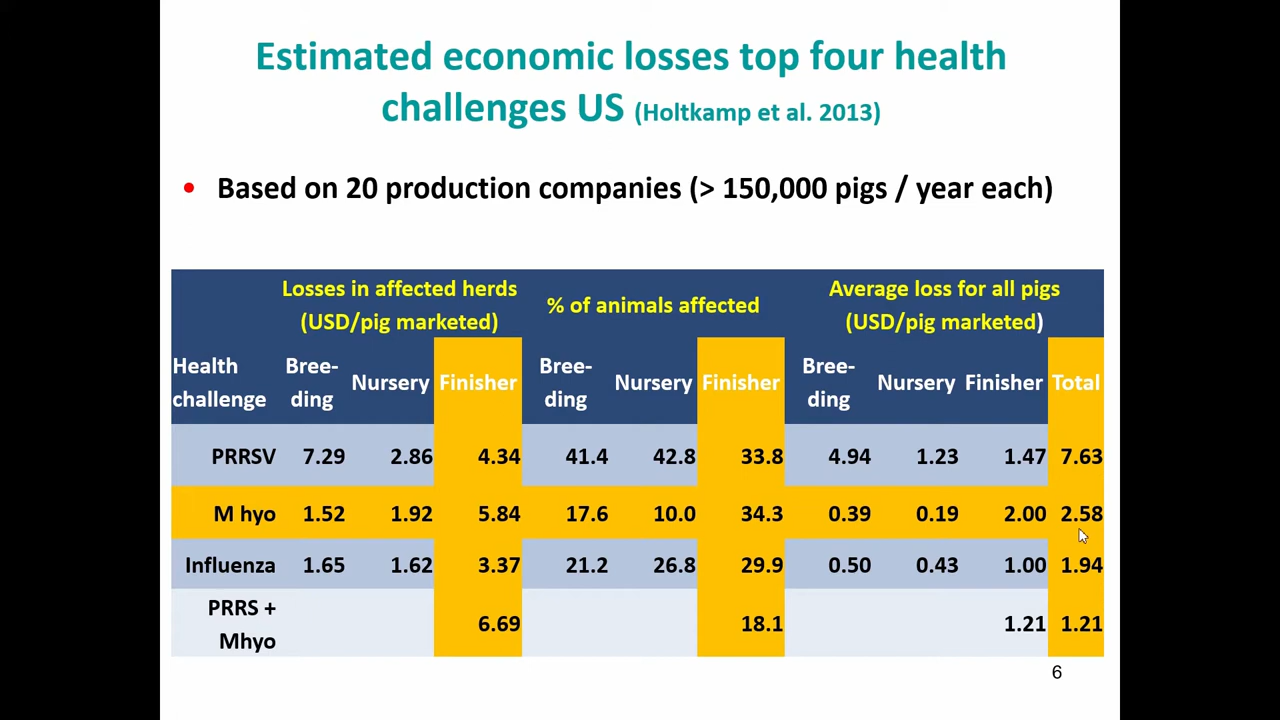 Estimated economic losses top four health
challenges US (Holtkamp et al. 2013)
• Based on 20 production companies (> 150,000 pigs / year each)
Losses in affected herds (USD/pig marketed) % of animals affected Average loss for all pigs (USD/pig marketed)
Health challenge Bree-ding Nursery Finisher Bree-ding Nursery Finisher Bree-ding Nursery Finisher Total
PRRSV 7.29 2.86 4.34 41.4 42.8 33.8 4.94 1.23 1.47 7.63
M hyo 1.52 1.92 5.84 17.6 10.0 34.3 0.39 0.19 2.00 2.58
Influenza 1.65 1.62 3.37 21.2 26.8 29.9 0.50 0.43 1.00 1.94
PRRS + Mhyo 6.69 18.1 1.21 1.21
6